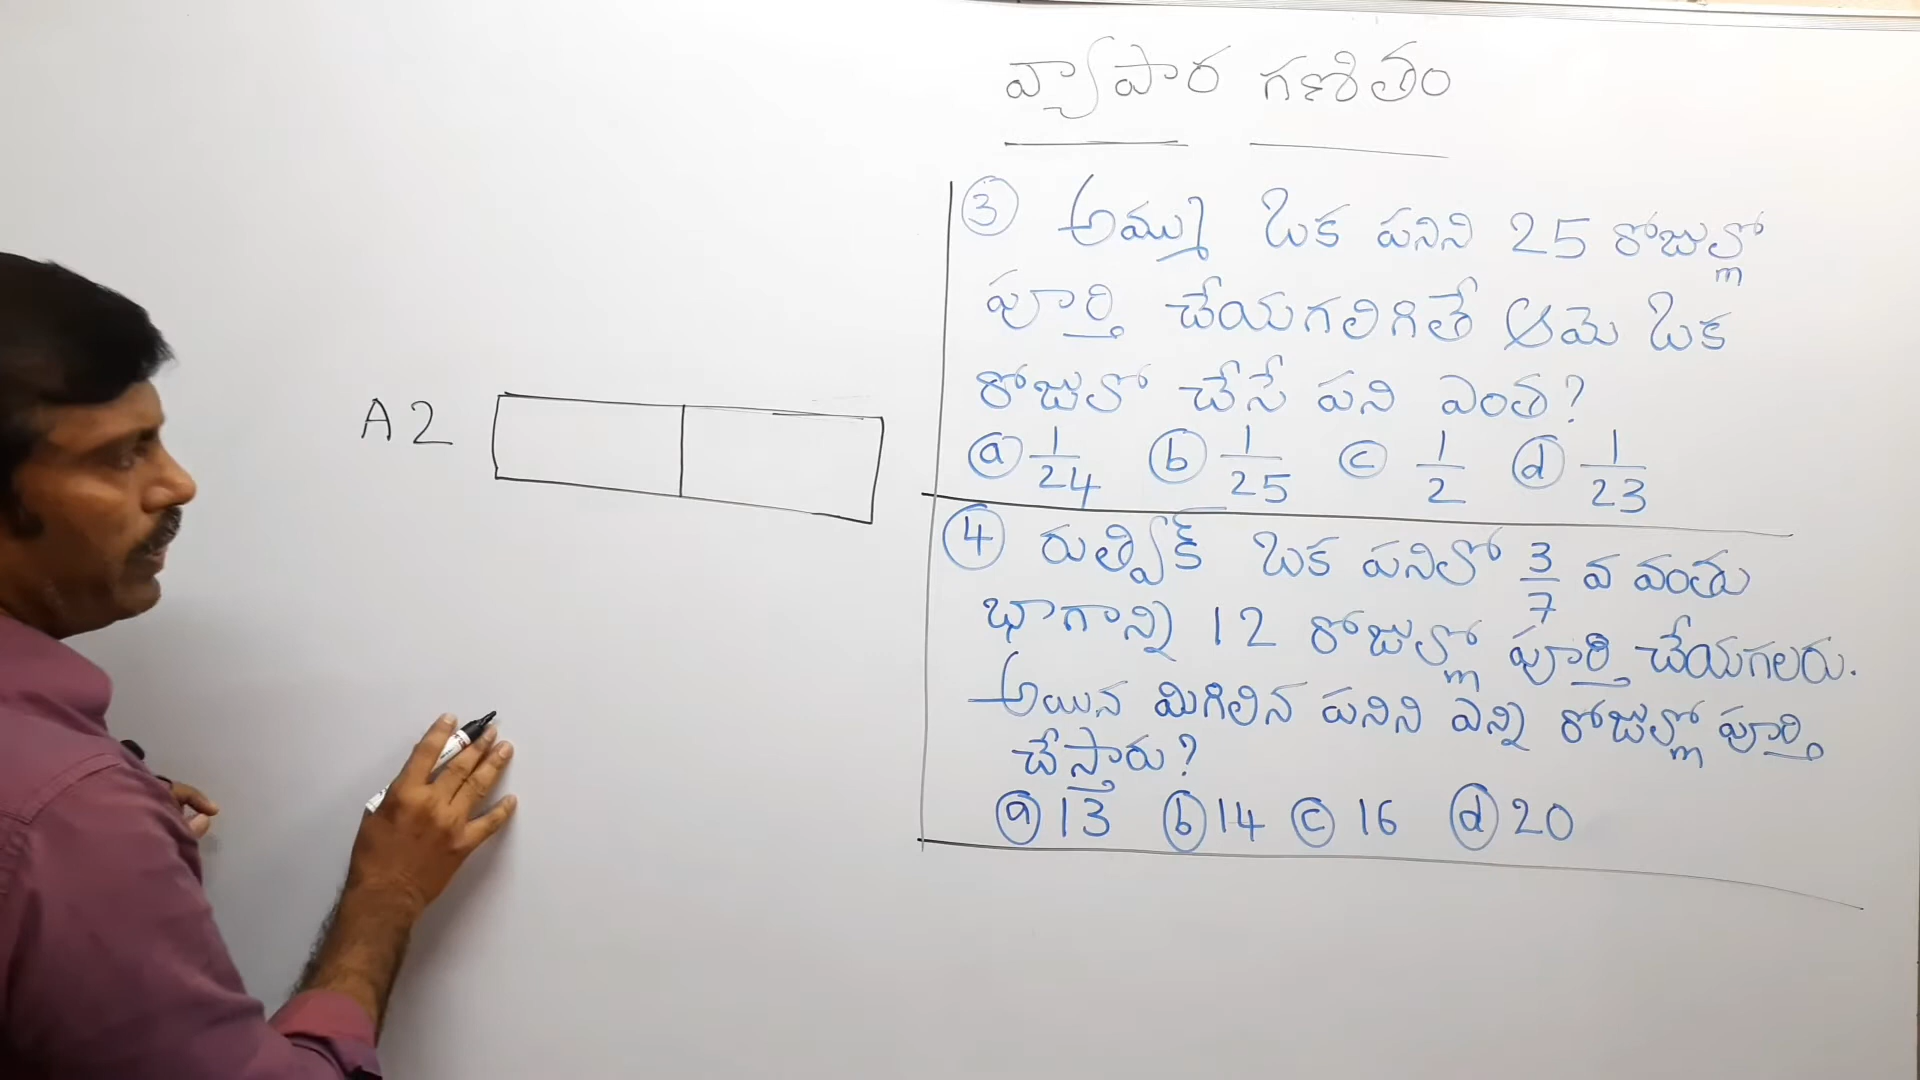 వ్యాపార గణితం
A 2
③ అమ్ము ఒక పనిని 25 రోజుల్లో
పూర్తి చేయగలిగితే ఆమె ఒక
రోజులో చేసే పని ఎంత?
ⓐ 1/24 ⓑ 1/25 ⓒ 1/2 ⓓ 1/23
④ రుత్విక్ ఒక పనిలో 3/7 వ వంతు
భాగాన్ని 12 రోజుల్లో పూర్తి చేయగలరు.
అయిన మిగిలిన పనిని ఎన్ని రోజుల్లో పూర్తి
చేస్తారు?
ⓐ 13 ⓑ 14 ⓒ 16 ⓓ 20